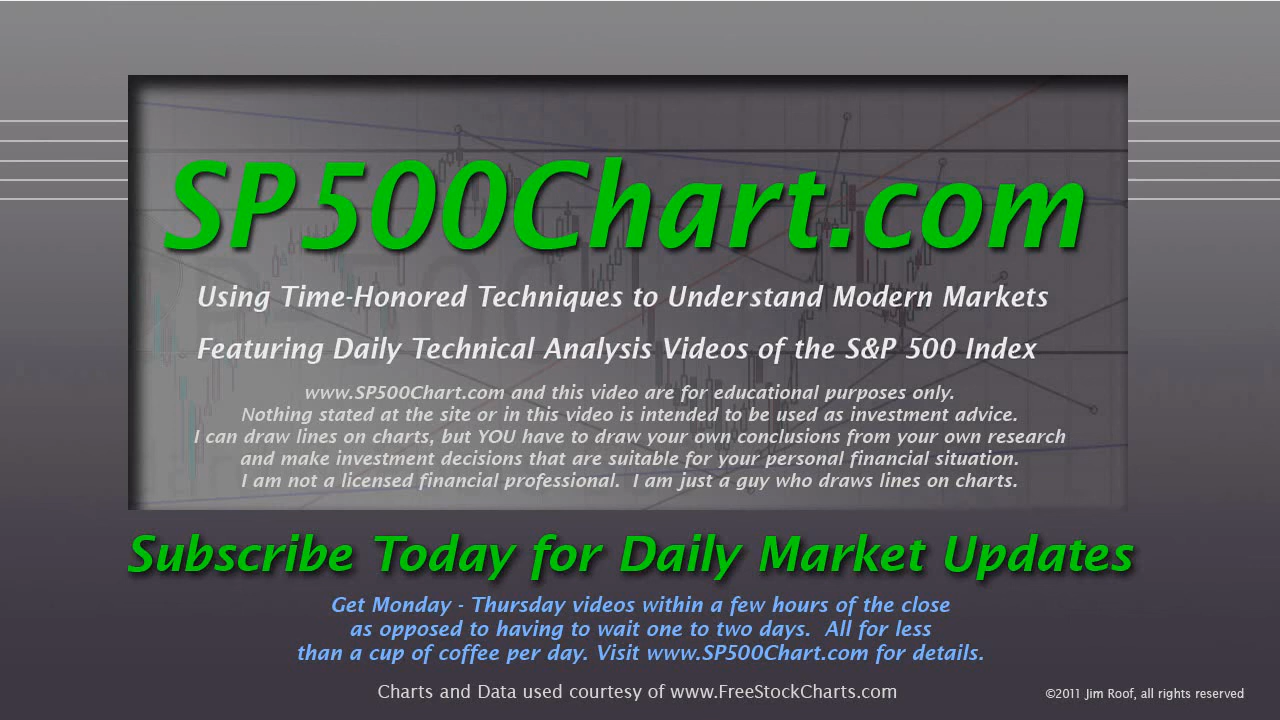 SP500Chart.com
Using Time-Honored Techniques to Understand Modern Markets
Featuring Daily Technical Analysis Videos of the S&P 500 Index
www.SP500Chart.com and this video are for educational purposes only.
Nothing stated at the site or in this video is intended to be used as investment advice.
I can draw lines on charts, but YOU have to draw your own conclusions from your own research
and make investment decisions that are suitable for your personal financial situation.
I am not a licensed financial professional.  I am just a guy who draws lines on charts.
Subscribe Today for Daily Market Updates
Get Monday - Thursday videos within a few hours of the close
as opposed to having to wait one to two days.  All for less
than a cup of coffee per day. Visit www.SP500Chart.com for details.
Charts and Data used courtesy of www.FreeStockCharts.com
©2011 Jim Roof, all rights reserved